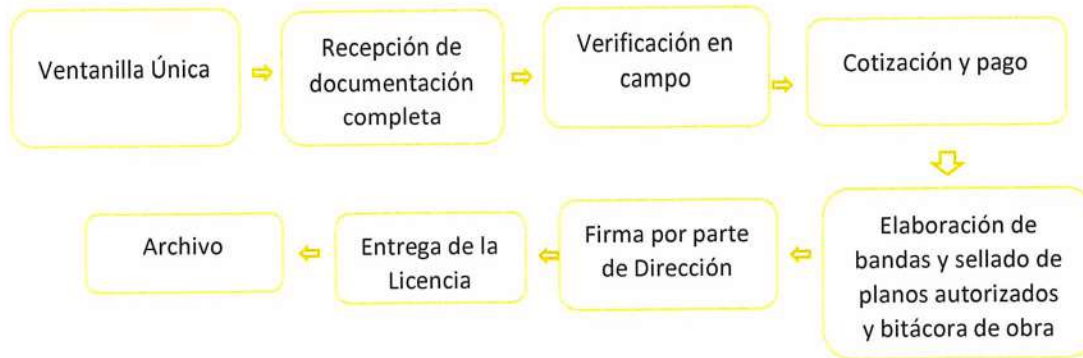 Ventanilla Única
Recepción de
documentación
completa
Verificación en
campo
Cotización y pago
Elaboración de
bandas y sellado de
planos autorizados
y bitácora de obra
Firma por parte
de Dirección
Entrega de la
Licencia
Archivo